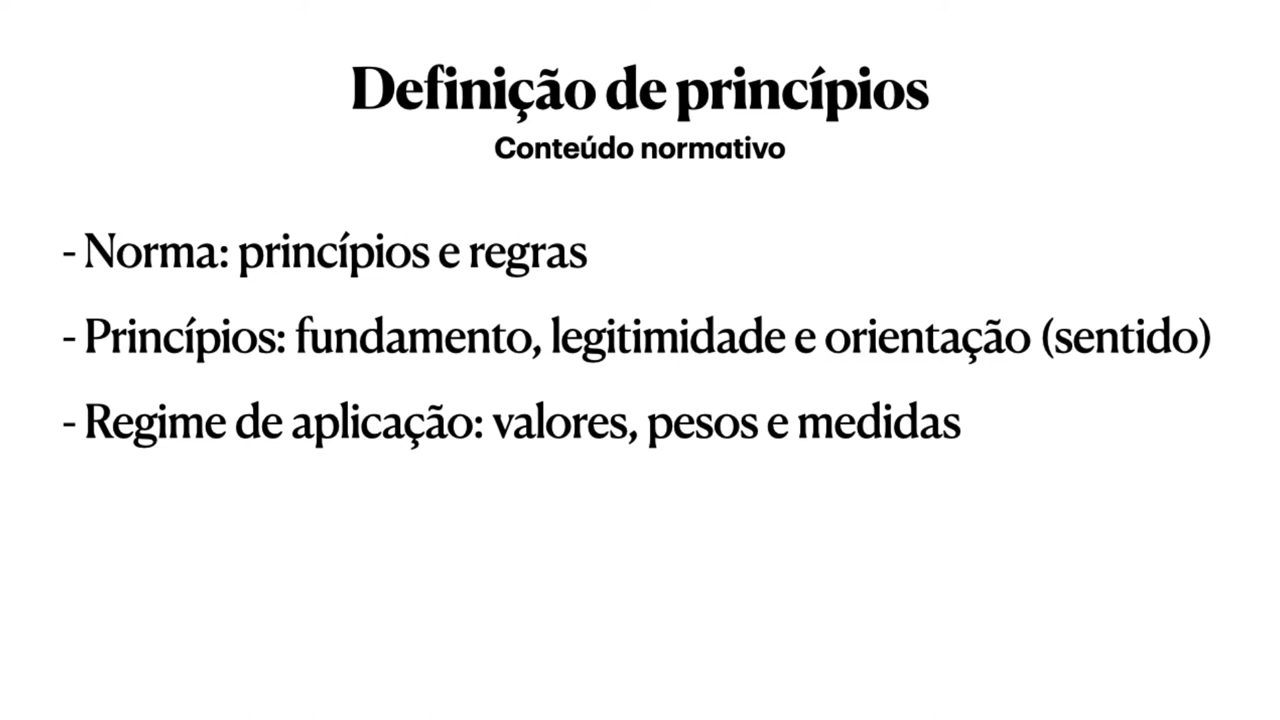 Definição de princípios
Conteúdo normativo
- Norma: princípios e regras
- Princípios: fundamento, legitimidade e orientação (sentido)
- Regime de aplicação: valores, pesos e medidas